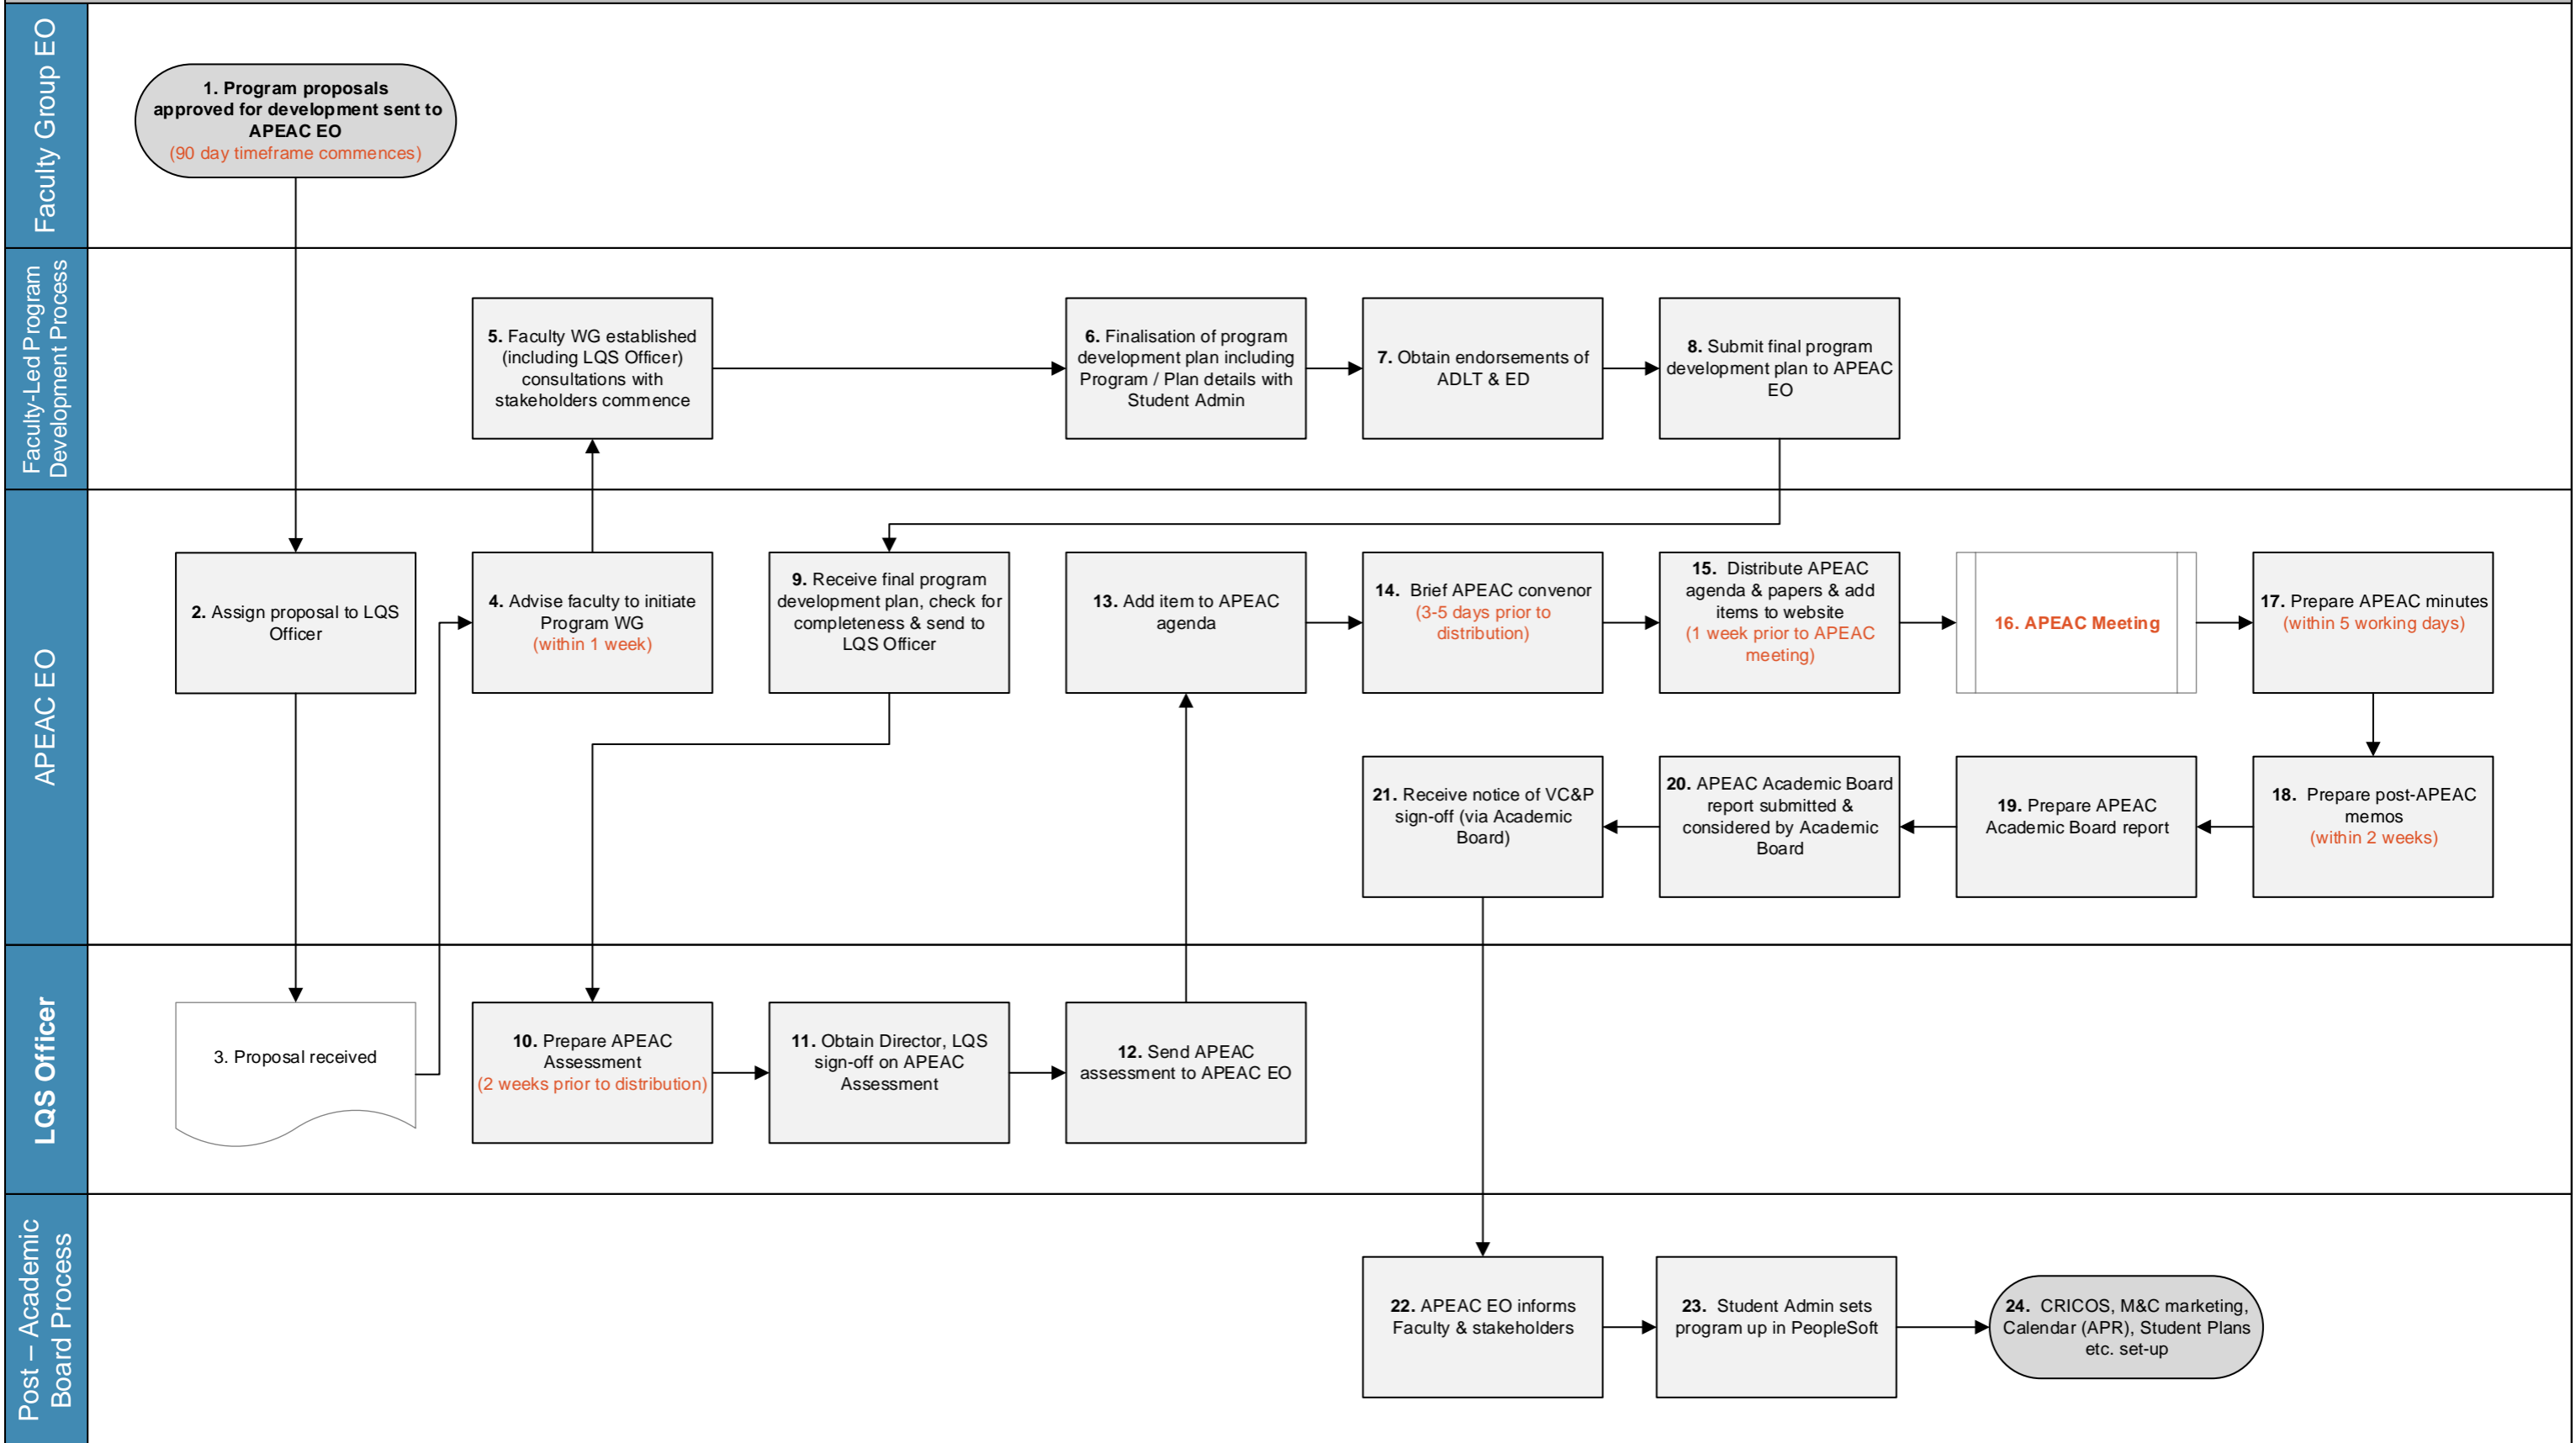 Faculty Group EO
1. Program proposals
approved for development sent to
APEAC EO
(90 day timeframe commences)
Faculty-Led Program
Development Process
5. Faculty WG established
(including LQS Officer)
consultations with
stakeholders commence
6. Finalisation of program
development plan including
Program / Plan details with
Student Admin
7. Obtain endorsements of
ADLT & ED
8. Submit final program
development plan to APEAC
EO
APEAC EO
2. Assign proposal to LQS
Officer
4. Advise faculty to initiate
Program WG
(within 1 week)
9. Receive final program
development plan, check for
completeness & send to
LQS Officer
13. Add item to APEAC
agenda
14. Brief APEAC convenor
(3-5 days prior to
distribution)
15. Distribute APEAC
agenda & papers & add
items to website
(1 week prior to APEAC
meeting)
16. APEAC Meeting
17. Prepare APEAC minutes
(within 5 working days)
21. Receive notice of VC&P
sign-off (via Academic
Board)
20. APEAC Academic Board
report submitted &
considered by Academic
Board
19. Prepare APEAC
Academic Board report
18. Prepare post-APEAC
memos
(within 2 weeks)
LQS Officer
3. Proposal received
10. Prepare APEAC
Assessment
(2 weeks prior to distribution)
11. Obtain Director, LQS
sign-off on APEAC
Assessment
12. Send APEAC
assessment to APEAC EO
Post – Academic
Board Process
22. APEAC EO informs
Faculty & stakeholders
23. Student Admin sets
program up in PeopleSoft
24. CRICOS, M&C marketing,
Calendar (APR), Student Plans
etc. set-up